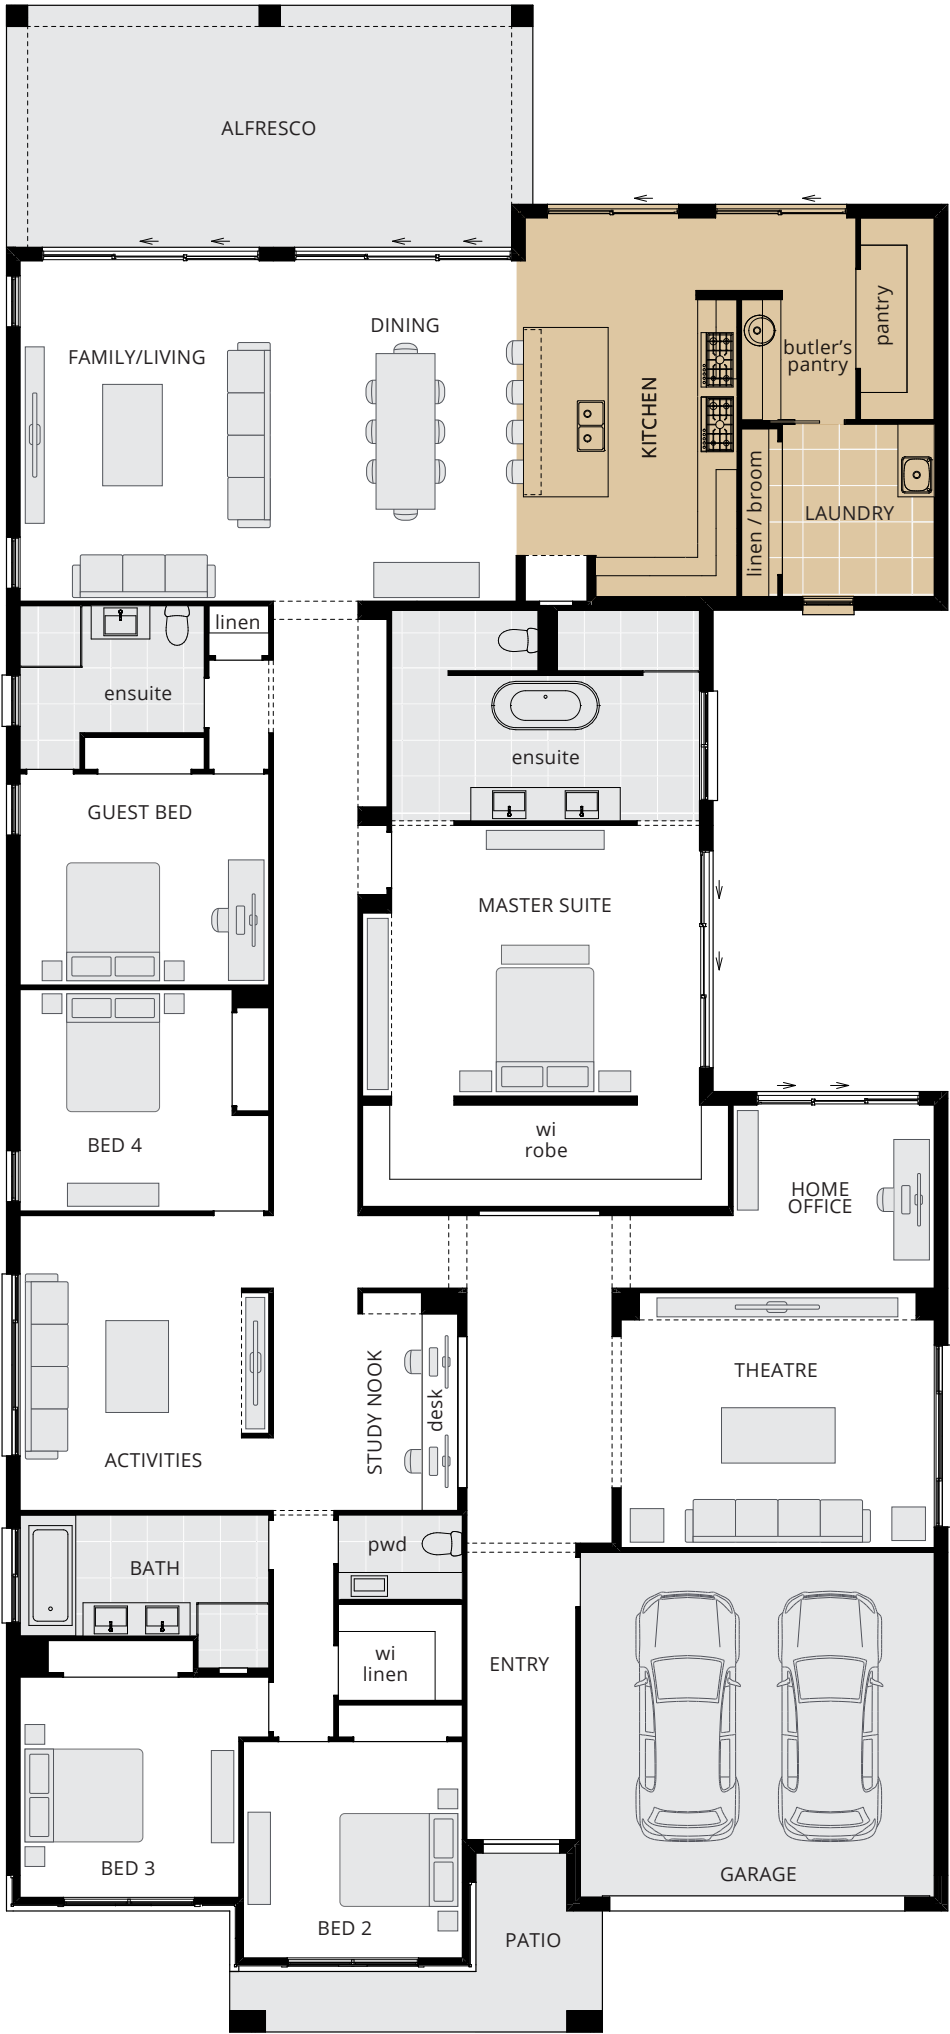 ALFRESCO
DINING
FAMILY/LIVING
KITCHEN
butler's
pantry
pantry
linen / broom
LAUNDRY
linen
ensuite
ensuite
GUEST BED
MASTER SUITE
BED 4
wi
robe
HOME
OFFICE
THEATRE
STUDY NOOK
desk
ACTIVITIES
pwd
BATH
wi
linen
ENTRY
BED 3
GARAGE
BED 2
PATIO